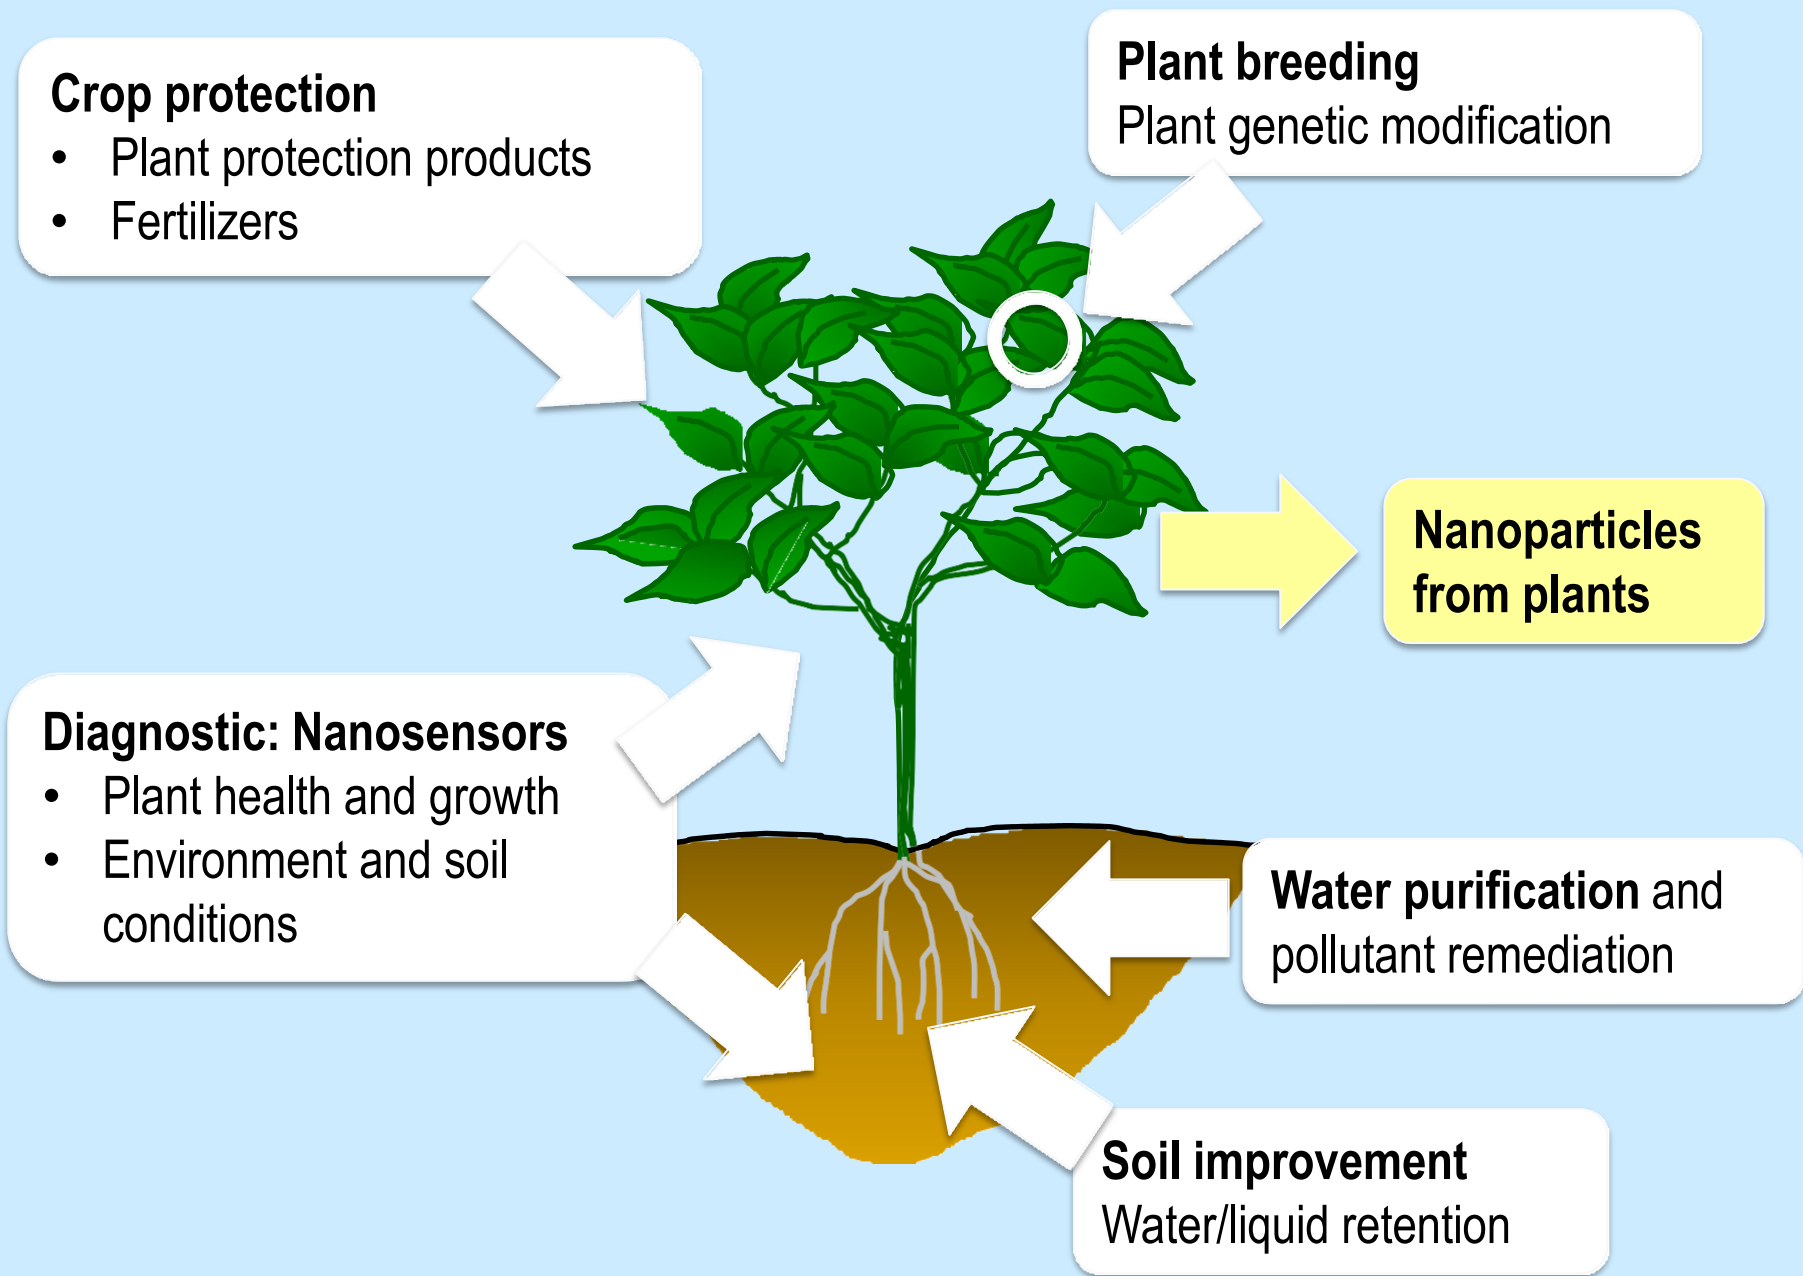 Crop protection
• Plant protection products
• Fertilizers
Plant breeding
Plant genetic modification
Nanoparticles
from plants
Diagnostic: Nanosensors
• Plant health and growth
• Environment and soil
conditions
Water purification and
pollutant remediation
Soil improvement
Water/liquid retention